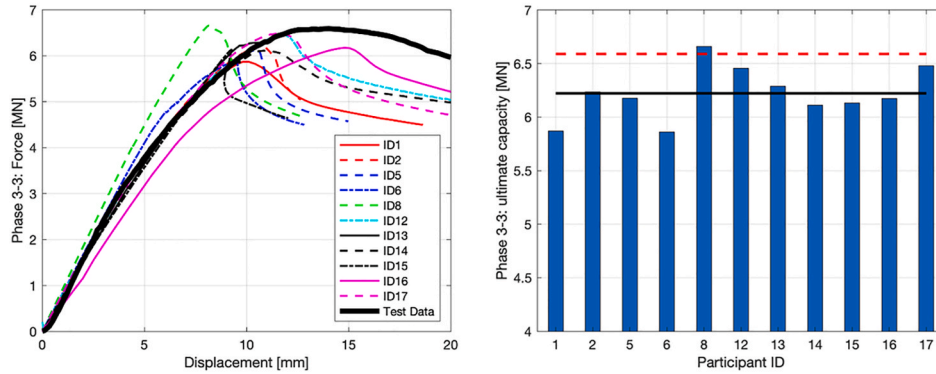 7
6
5
4
3
2
1
0
Phase 3-3: Force [MN]
0 5 10 15 20
Displacement [mm]
ID1
ID2
ID5
ID6
ID8
ID12
ID13
ID14
ID15
ID16
ID17
Test Data
7
6.5
6
5.5
5
4.5
4
Phase 3-3: ultimate capacity [MN]
1 2 5 6 8 12 13 14 15 16 17
Participant ID